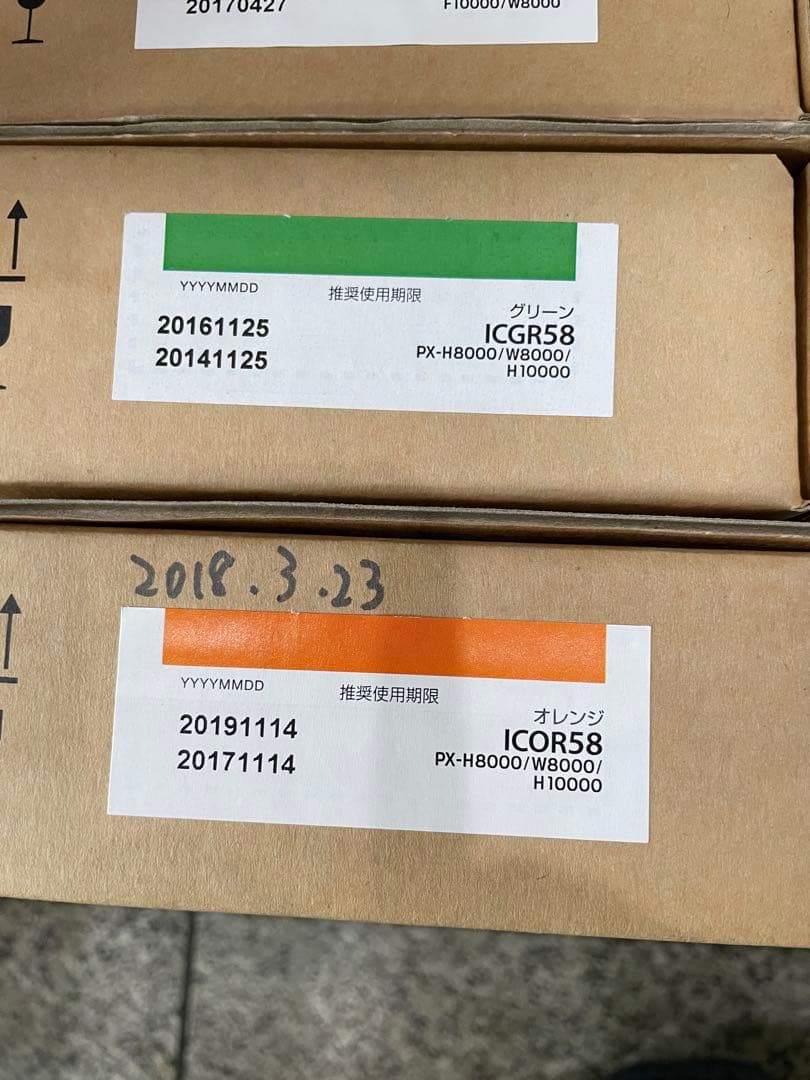 20170427
F10000/W8000
YYYYMMDD
推奨使用期限
グリーン
20161125
ICGR58
20141125
PX-H8000/W8000/
H10000
2018.3.23
YYYYMMDD
推奨使用期限
オレンジ
20191114
ICOR58
20171114
PX-H8000/W8000/
H10000